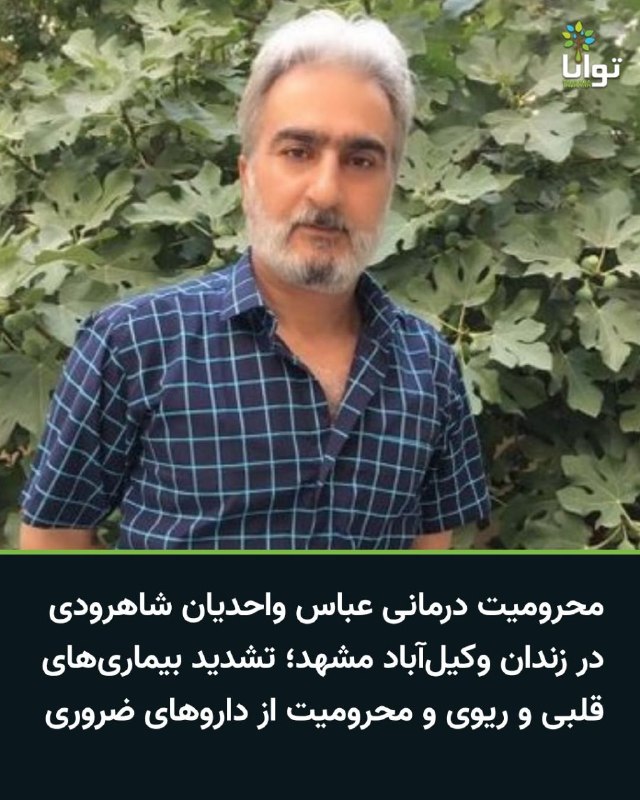 توانا
محرومیت درمانی عباس واحدیان شاهرودی
در زندان وکیل‌آباد مشهد؛ تشدید بیماری‌های
قلبی و ریوی و محرومیت از داروهای ضروری